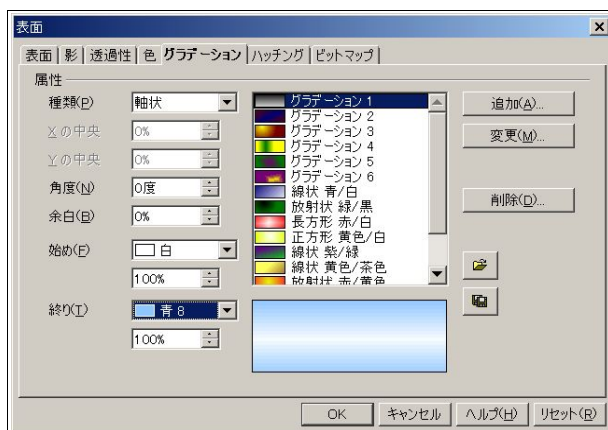 表面
表面 影 透過性 色 グラデーション ハッチング ビットマップ
属性
種類(P) 軸状
Xの中央 0%
Yの中央 0%
角度(N) 0度
余白(B) 0%
始め(F) 白
100%
終り(T) 青 8
100%
グラデーション 1
グラデーション 2
グラデーション 3
グラデーション 4
グラデーション 5
グラデーション 6
線状 青/白
放射状 緑/黒
長方形 赤/白
正方形 黄色/白
線状 紫/緑
線状 黄色/茶色
放射状 赤/黄色
追加(A)...
変更(M)...
削除(D)...
OK キャンセル ヘルプ(H) リセット(R)